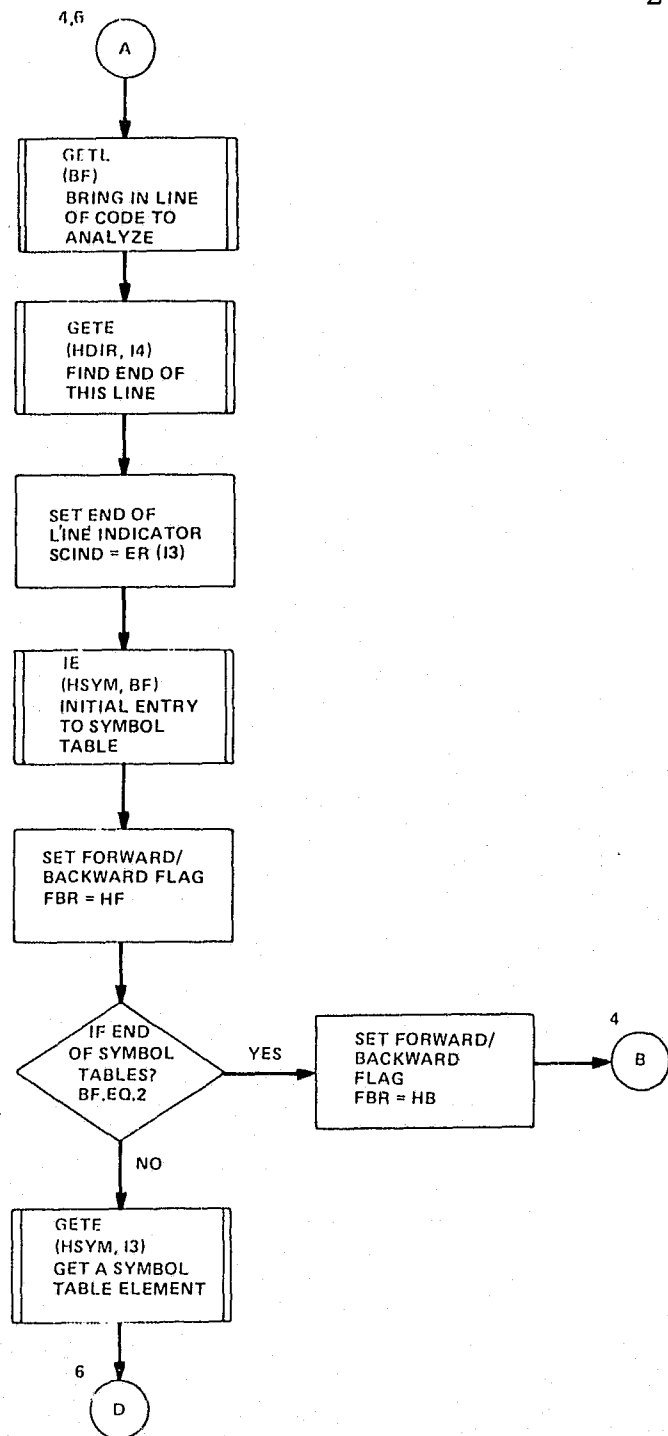 4,6
A
GETL
(BF)
BRING IN LINE
OF CODE TO
ANALYZE
GETE
(HDIR, I4)
FIND END OF
THIS LINE
SET END OF
LINE INDICATOR
SCIND = ER (I3)
IE
(HSYM, BF)
INITIAL ENTRY
TO SYMBOL
TABLE
SET FORWARD/
BACKWARD FLAG
FBR = HF
IF END
OF SYMBOL
TABLES?
BF.EQ.2
YES
SET FORWARD/
BACKWARD
FLAG
FBR = HB
4
B
NO
GETE
(HSYM, I3)
GET A SYMBOL
TABLE ELEMENT
6
D